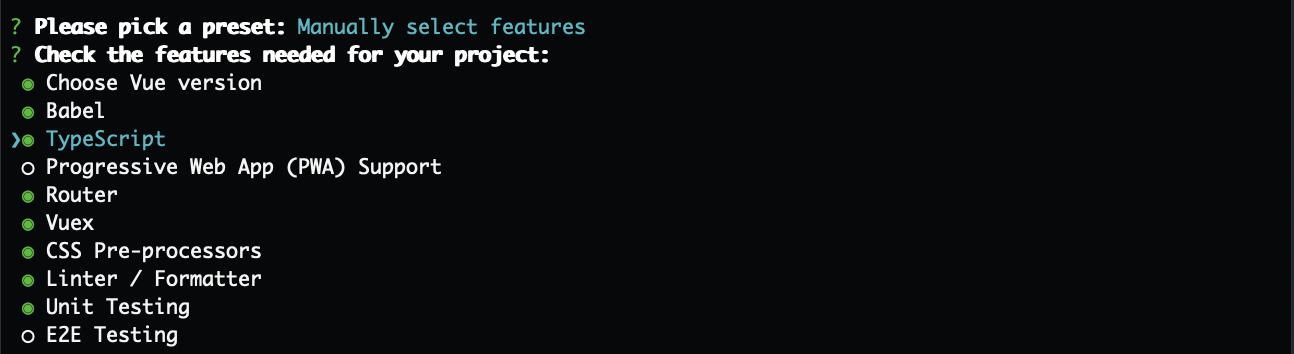 ? Please pick a preset: Manually select features
? Check the features needed for your project:
◉ Choose Vue version
◉ Babel
❯◉ TypeScript
◯ Progressive Web App (PWA) Support
◉ Router
◉ Vuex
◉ CSS Pre-processors
◉ Linter / Formatter
◉ Unit Testing
◯ E2E Testing